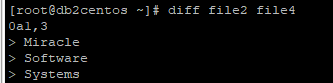 [root@db2centos ~]# diff file2 file4
0a1,3
> Miracle
> Software
> Systems